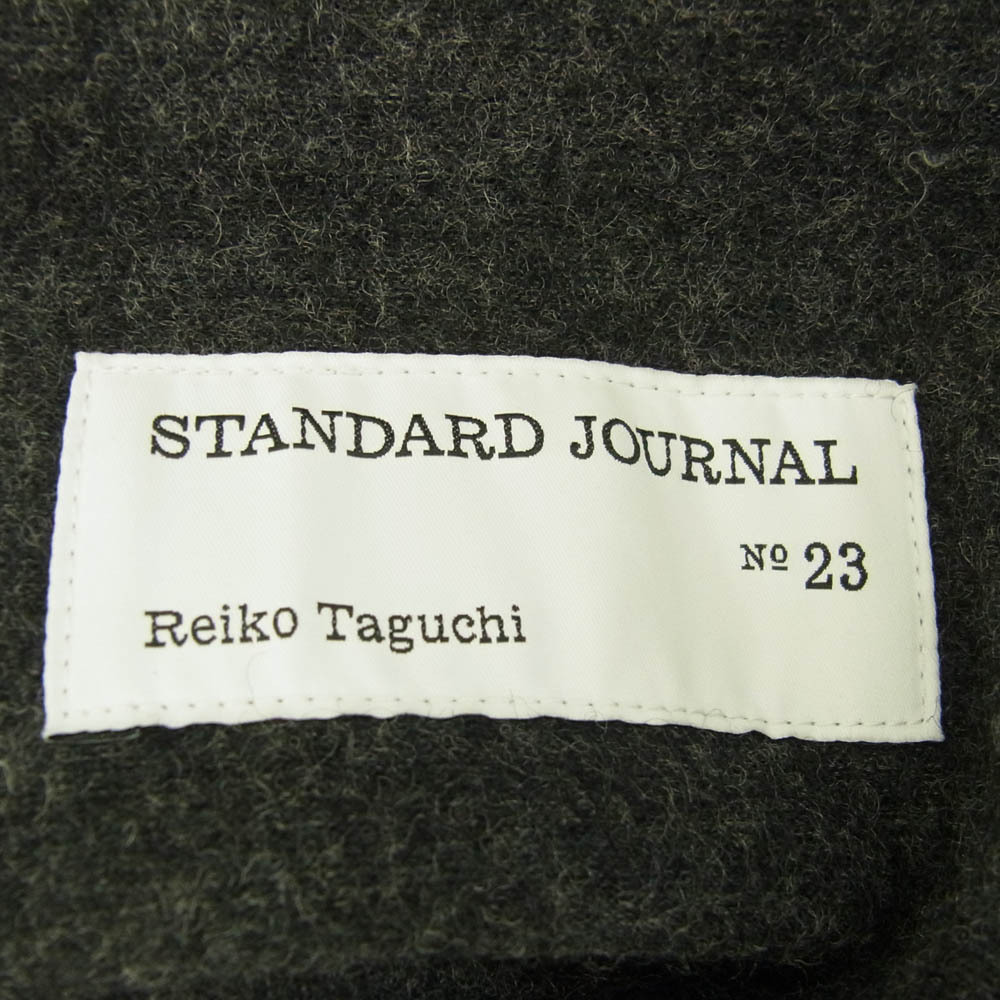 STANDARD JOURNAL
Nº 23
Reiko Taguchi